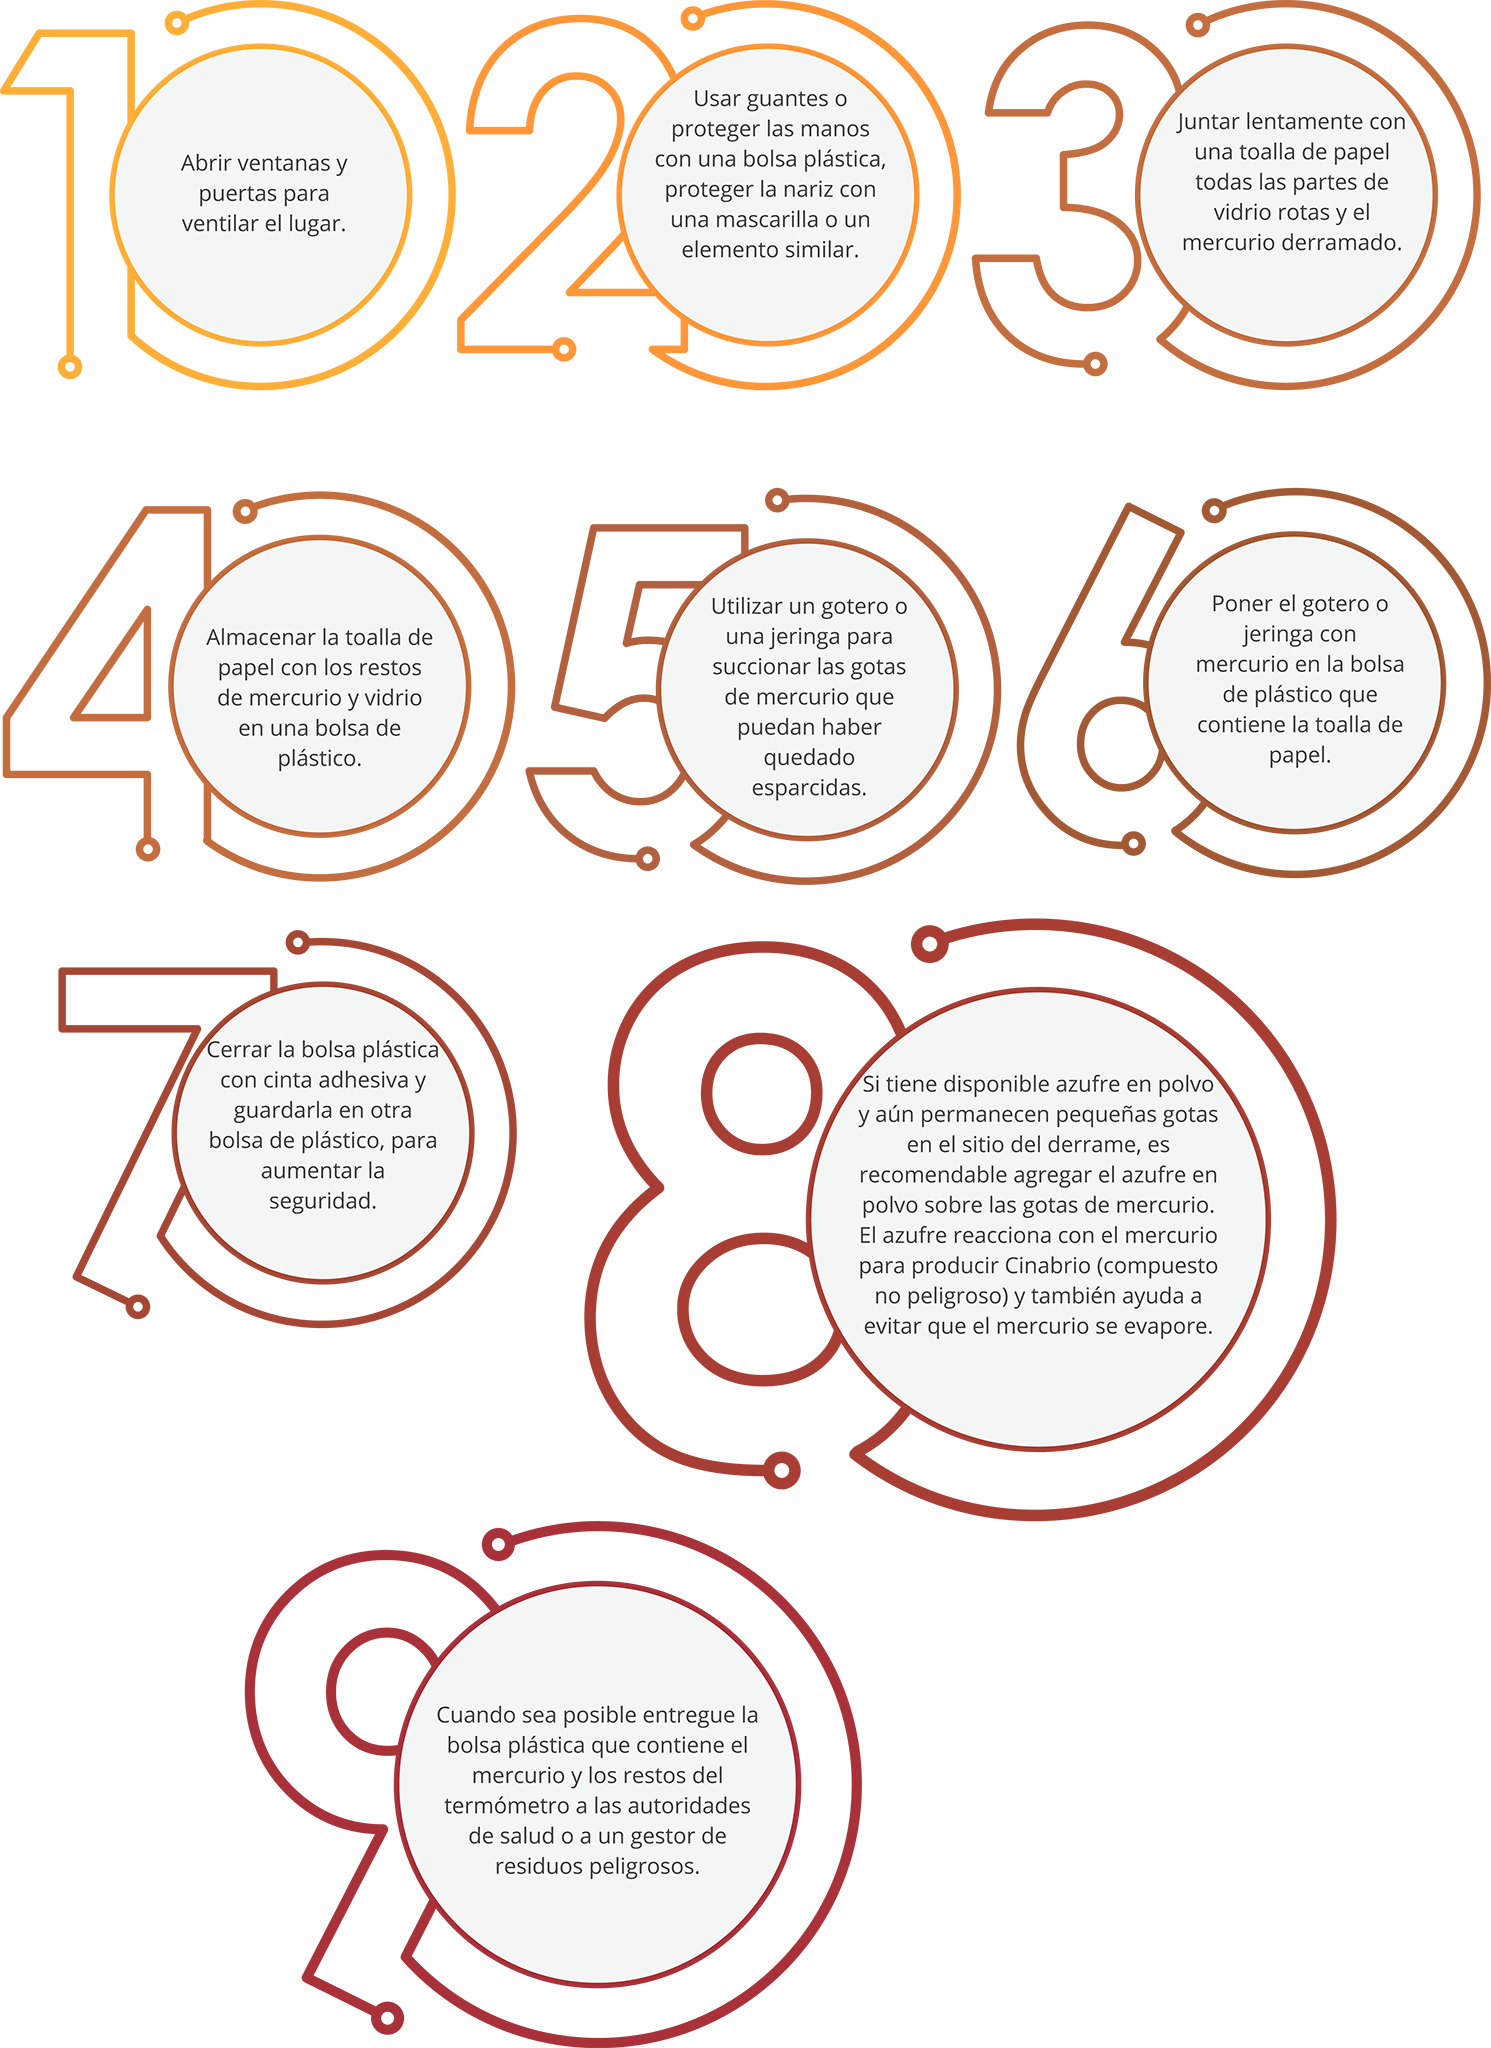 1
Abrir ventanas y
puertas para
ventilar el lugar.
2
Usar guantes o
proteger las manos
con una bolsa plástica,
proteger la nariz con
una mascarilla o un
elemento similar.
3
Juntar lentamente con
una toalla de papel
todas las partes de
vidrio rotas y el
mercurio derramado.
4
Almacenar la toalla de
papel con los restos
de mercurio y vidrio
en una bolsa de
plástico.
5
Utilizar un gotero o
una jeringa para
succionar las gotas
de mercurio que
puedan haber
quedado
esparcidas.
6
Poner el gotero o
jeringa con
mercurio en la bolsa
de plástico que
contiene la toalla de
papel.
7
Cerrar la bolsa plástica
con cinta adhesiva y
guardarla en otra
bolsa de plástico, para
aumentar la
seguridad.
8
Si tiene disponible azufre en polvo
y aún permanecen pequeñas gotas
en el sitio del derrame, es
recomendable agregar el azufre en
polvo sobre las gotas de mercurio.
El azufre reacciona con el mercurio
para producir Cinabrio (compuesto
no peligroso) y también ayuda a
evitar que el mercurio se evapore.
9
Cuando sea posible entregue la
bolsa plástica que contiene el
mercurio y los restos del
termómetro a las autoridades
de salud o a un gestor de
residuos peligrosos.